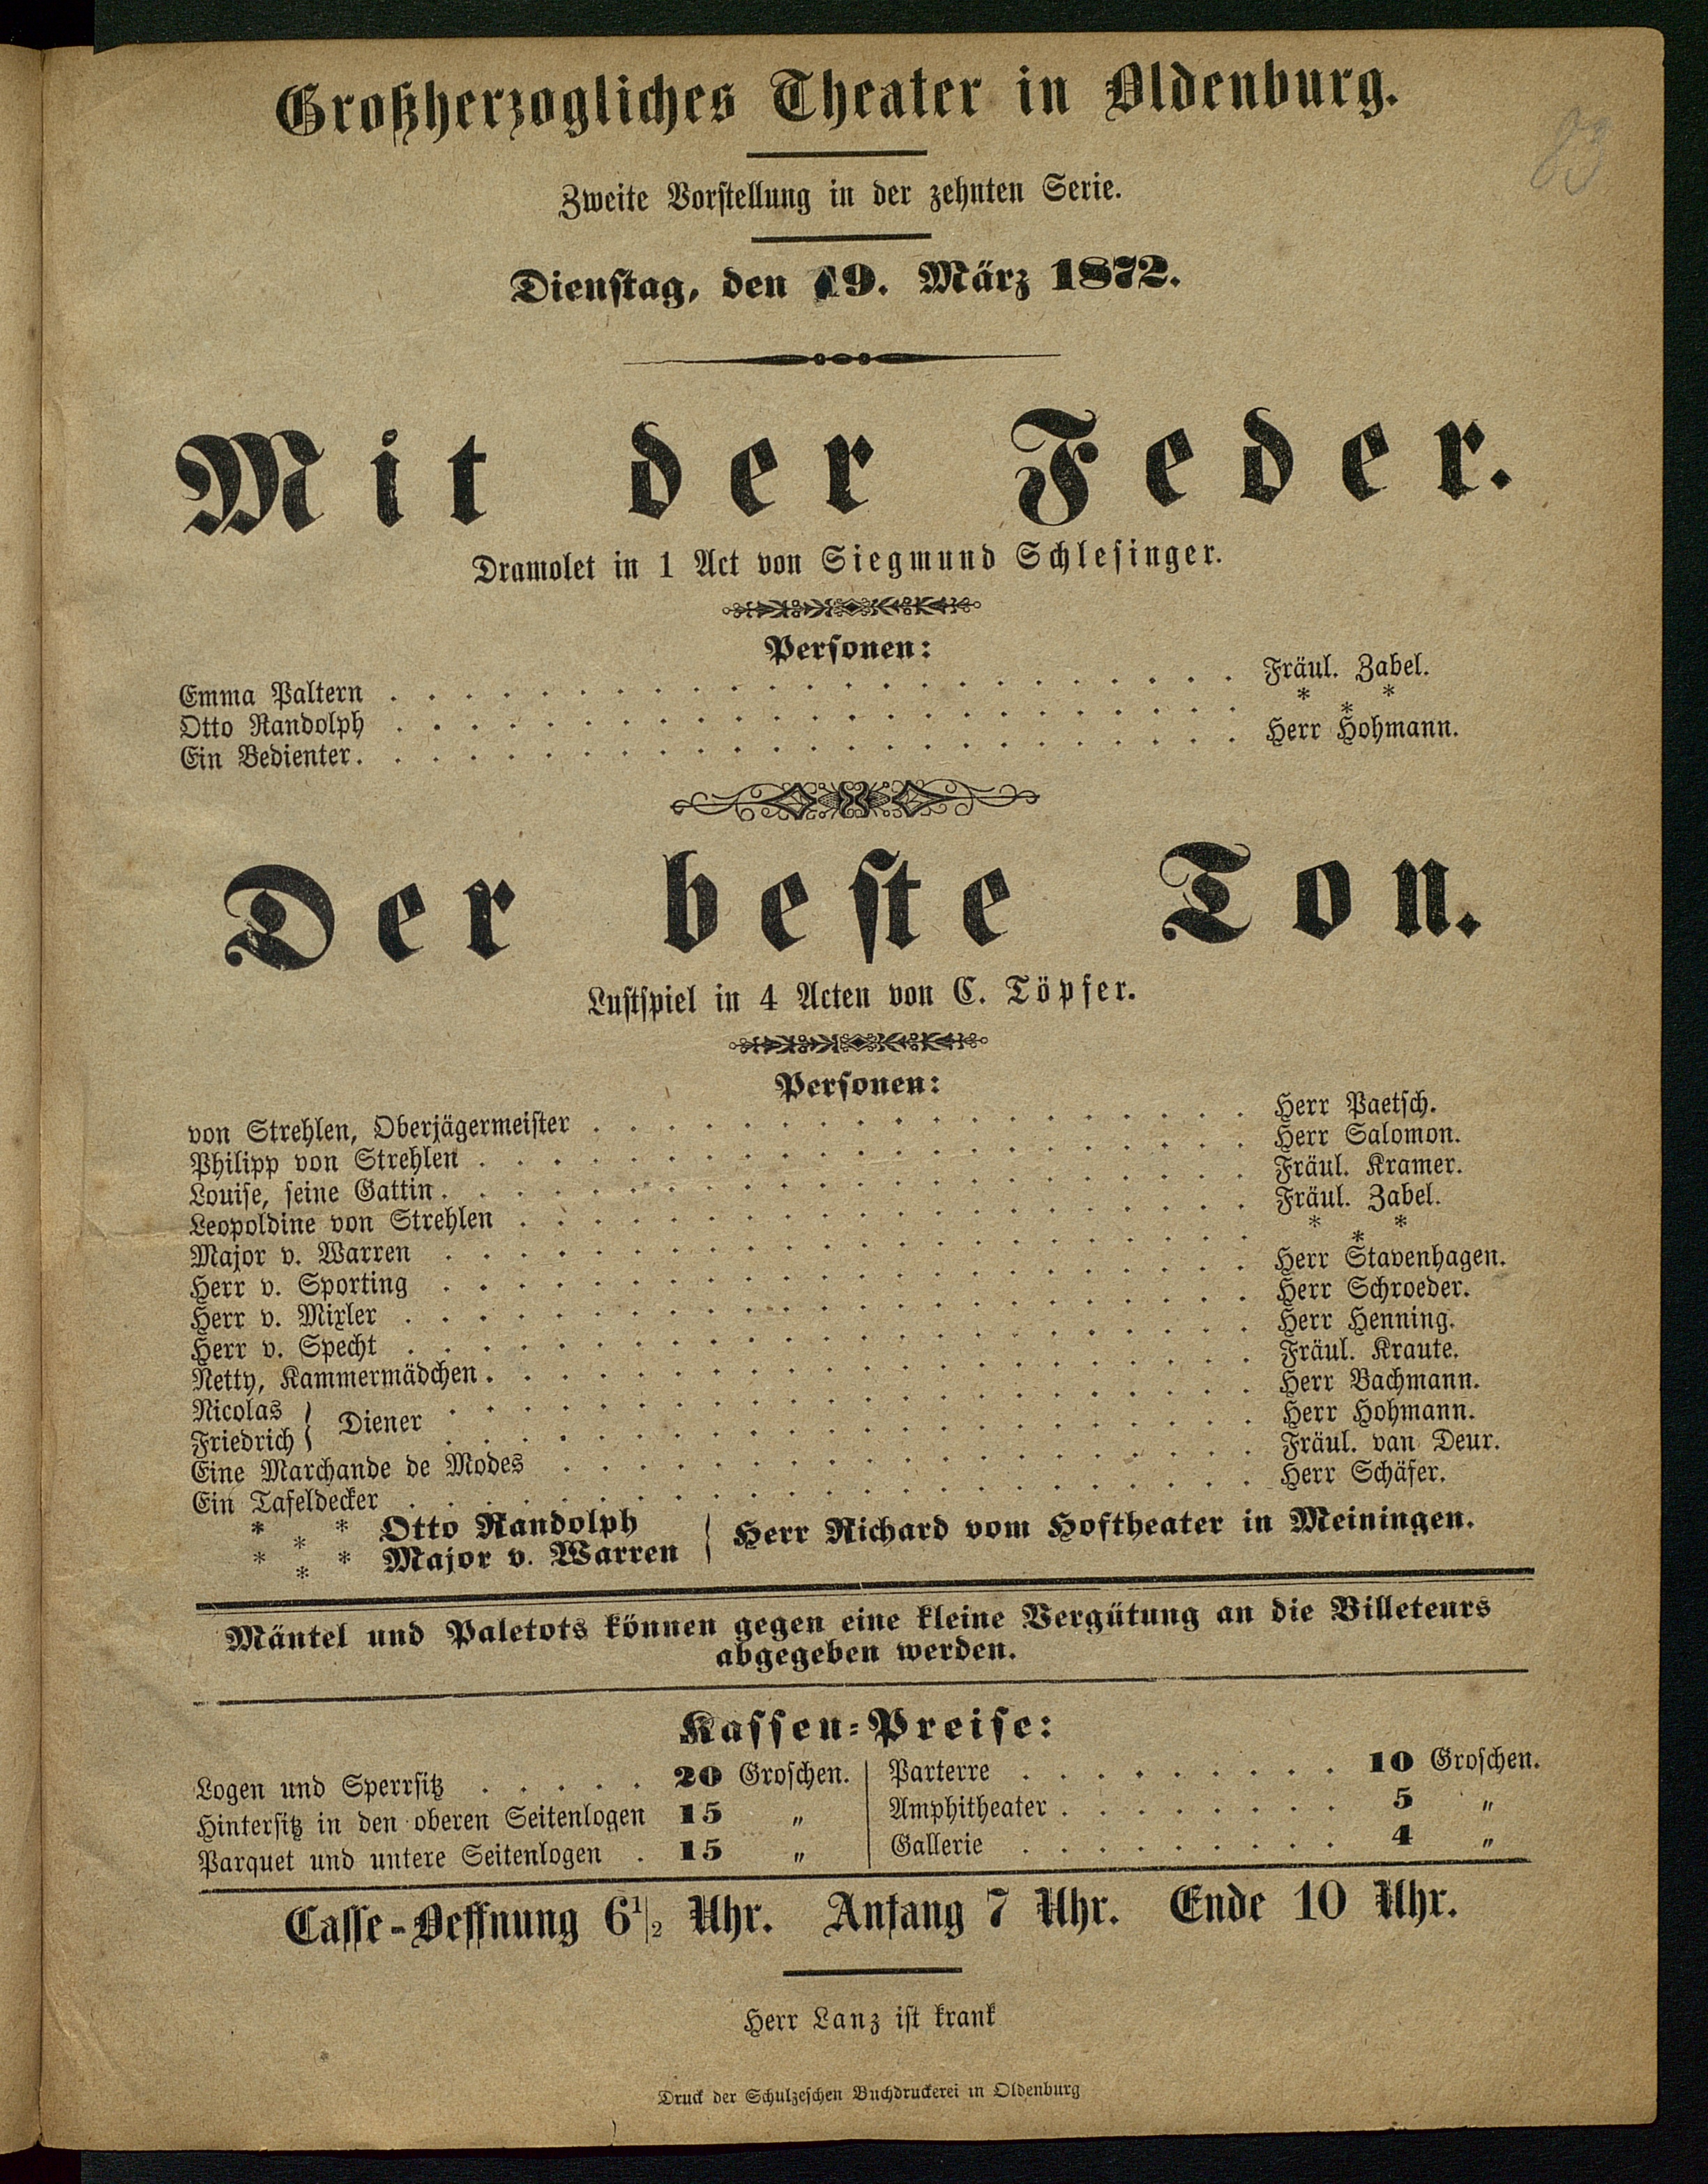 Großherzogliches Theater in Oldenburg.
83
Zweite Vorstellung in der zehnten Serie.
Dienstag, den 19. März 1872.
Mit der Feder.
Dramolet in 1 Act von Siegmund Schlesinger.
Personen:
Emma Paltern . . . . . Fräul. Zabel.
Otto Randolph . . . . . * * *
Ein Bedienter . . . . . Herr Hohmann.
Der beste Ton.
Lustspiel in 4 Acten von C. Töpfer.
Personen:
von Strehlen, Oberjägermeister . . . . . Herr Paetsch.
Philipp von Strehlen . . . . . Herr Salomon.
Louise, seine Gattin . . . . . Fräul. Kramer.
Leopoldine von Strehlen . . . . . Fräul. Zabel.
Major v. Warren . . . . . * * *
Herr v. Sporting . . . . . Herr Stavenhagen.
Herr v. Mixler . . . . . Herr Schroeder.
Herr v. Specht . . . . . Herr Henning.
Netty, Kammermädchen . . . . . Fräul. Kraute.
Nicolas } Diener . . . . . Herr Bachmann.
Friedrich } . . . . . Herr Hohmann.
Eine Marchande de Modes . . . . . Fräul. van Deur.
Ein Tafeldecker . . . . . Herr Schäfer.
* * * Otto Randolph } Herr Richard vom Hoftheater in Meiningen.
* * * Major v. Warren }
Mäntel und Paletots können gegen eine kleine Vergütung an die Billeteurs
abgegeben werden.
Kassen-Preise:
Logen und Sperrsitz . . . . . 20 Groschen. | Parterre . . . . . 10 Groschen.
Hintersitz in den oberen Seitenlogen 15 " | Amphitheater . . . . . 5 "
Parquet und untere Seitenlogen . 15 " | Gallerie . . . . . 4 "
Casse-Oeffnung 6 1/2 Uhr. Anfang 7 Uhr. Ende 10 Uhr.
Herr Lanz ist krank
Druck der Schulzeschen Buchdruckerei in Oldenburg